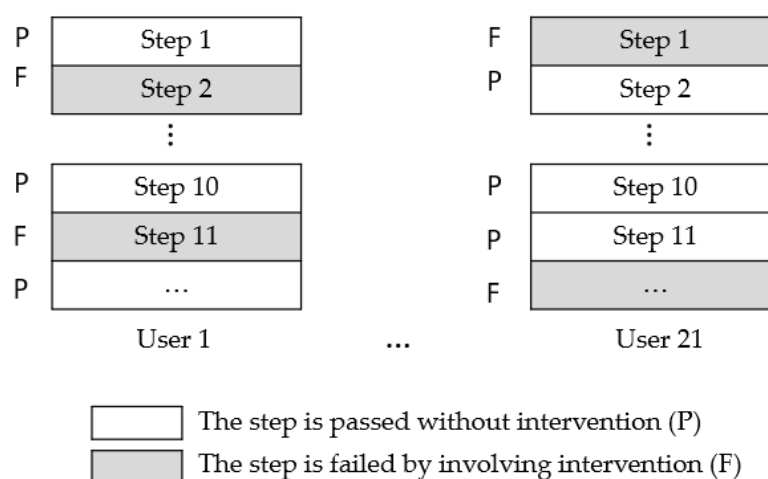 P Step 1 F Step 1
F Step 2 P Step 2
⋮ ⋮
P Step 10 P Step 10
F Step 11 P Step 11
P ... F ...
User 1 ... User 21
The step is passed without intervention (P)
The step is failed by involving intervention (F)